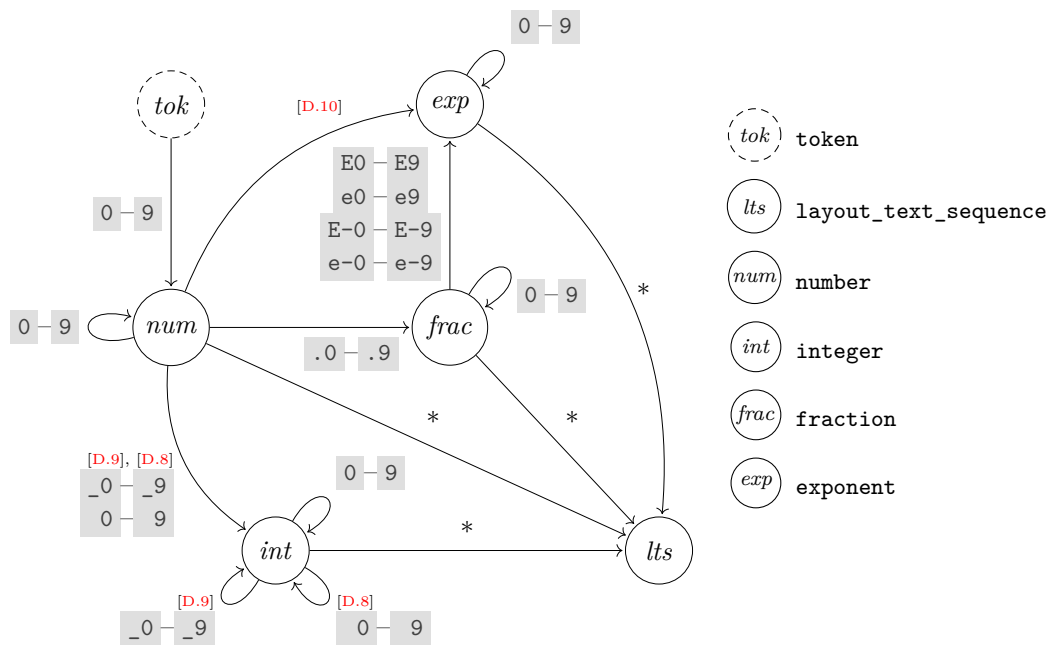 0 – 9
tok
[D.10]
exp
tok token
E0 – E9
e0 – e9
E-0 – E-9
e-0 – e-9
0 – 9
lts layout_text_sequence
num number
*
0 – 9
0 – 9
num
frac
.0 – .9
int integer
*
*
frac fraction
[D.9], [D.8]
_0 – _9
0 9
0 – 9
exp exponent
*
int
lts
[D.9]
_0 – _9
[D.8]
0 9